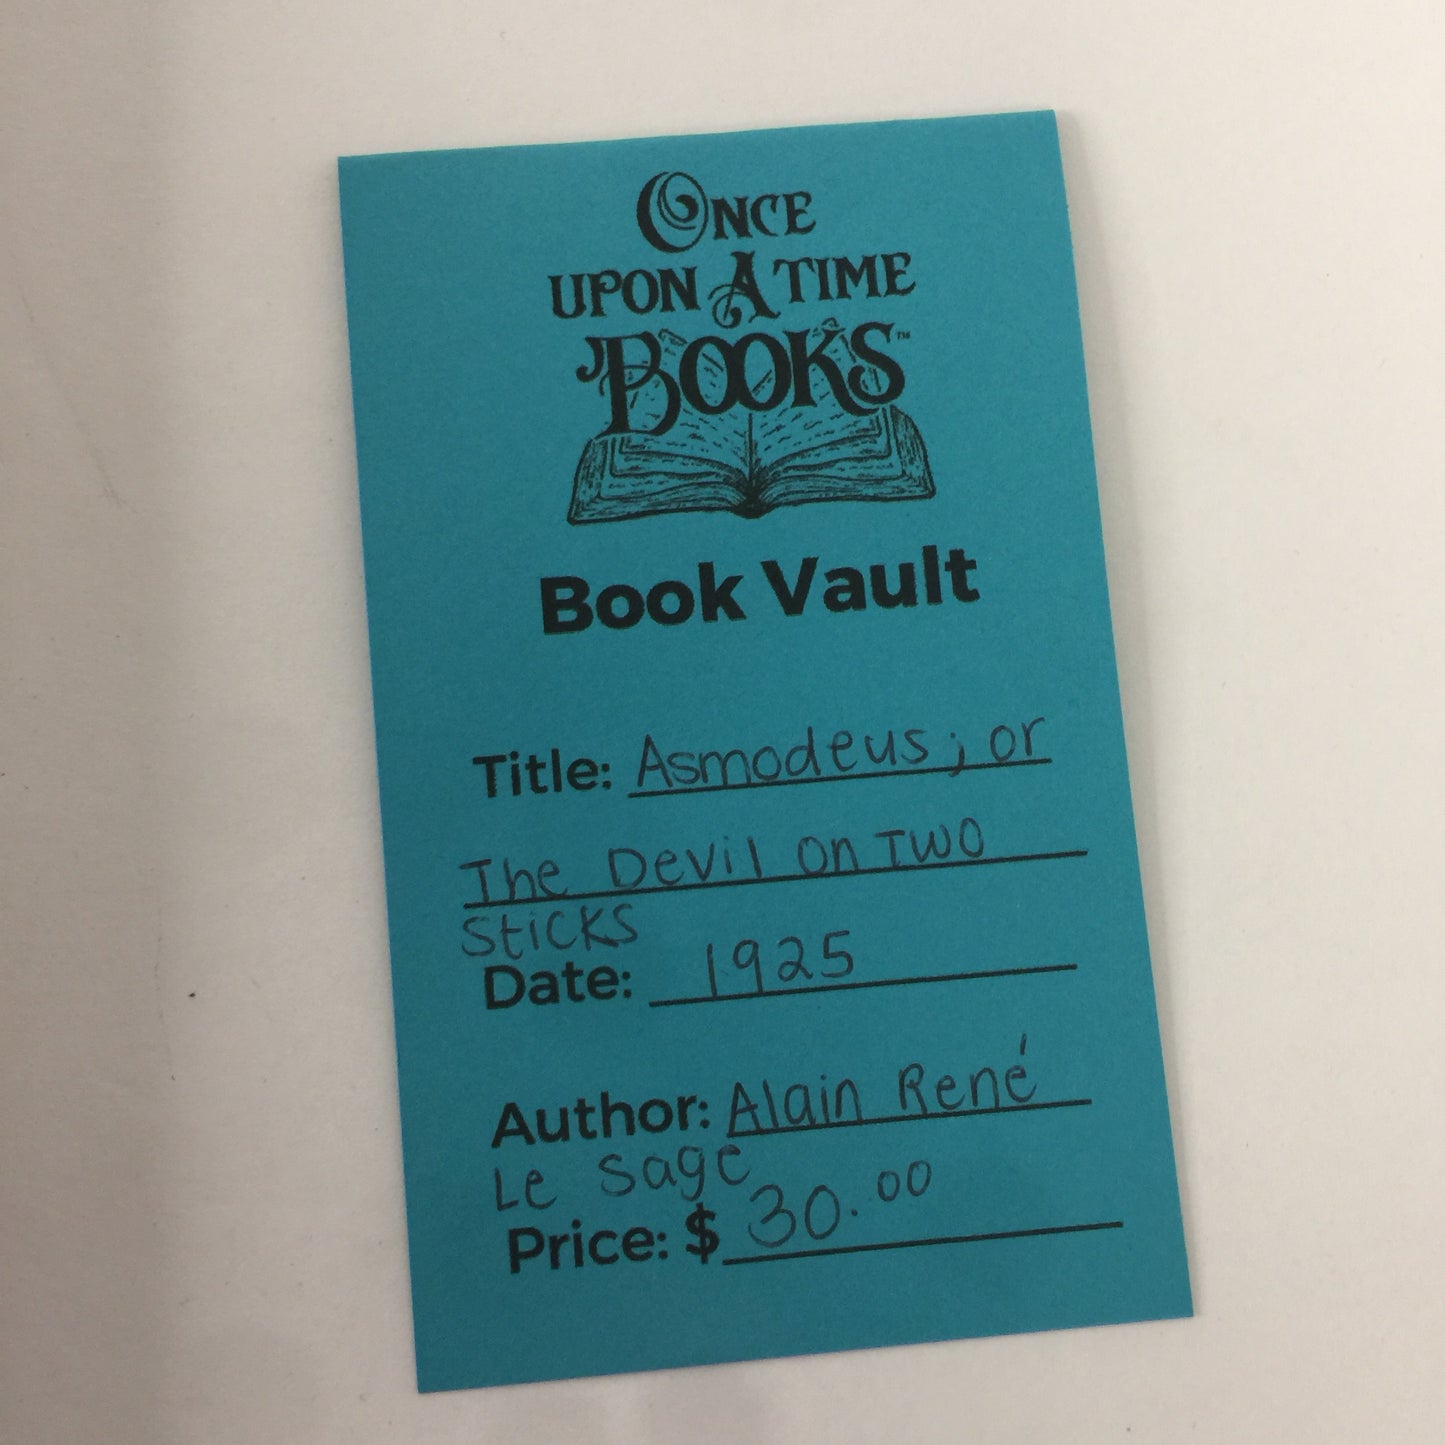 ONCE
UPON A TIME
BOOKS™
Book Vault
Title: Asmodeus; or
The Devil on Two
Sticks
Date: 1925
Author: Alain René
Le Sage
Price: $ 30.00